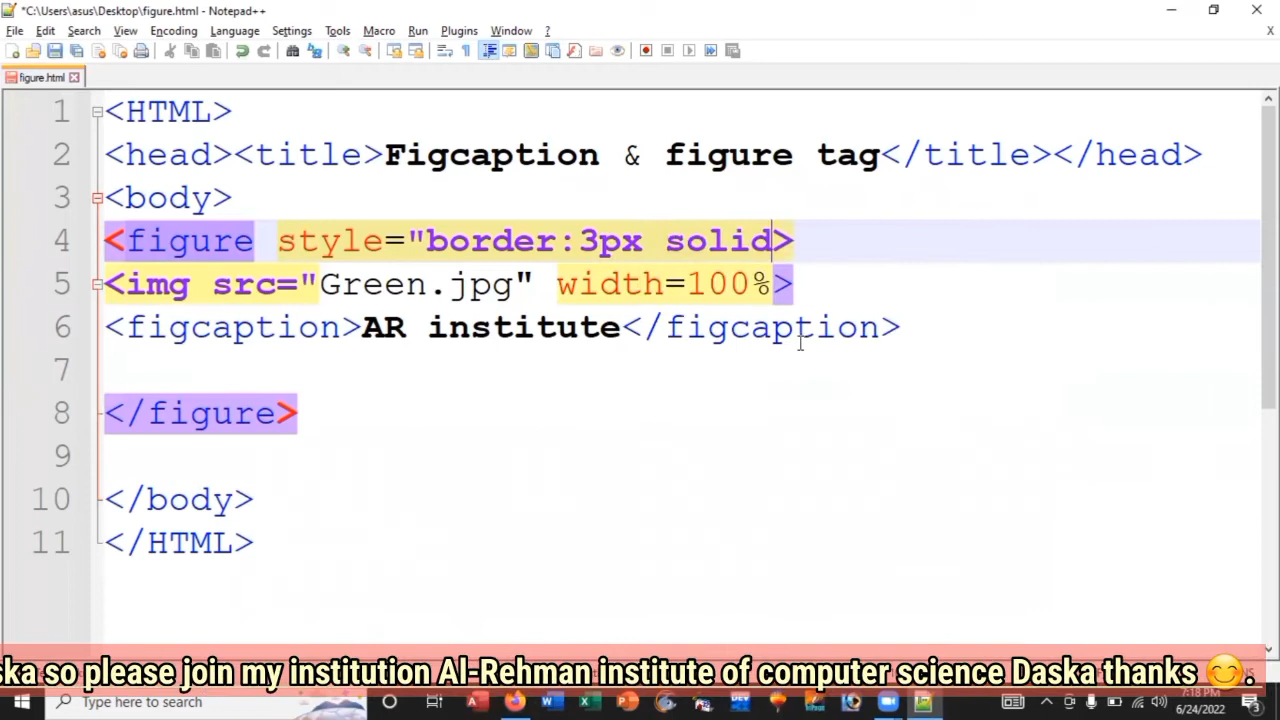 *C:\Users\asus\Desktop\figure.html - Notepad++
File Edit Search View Encoding Language Settings Tools Macro Run Plugins Window ? X
figure.html
1 <HTML>
2 <head><title>Figcaption & figure tag</title></head>
3 <body>
4 <figure style="border:3px solid>
5 <img src="Green.jpg" width=100%>
6 <figcaption>AR institute</figcaption>
7
8 </figure>
9
10 </body>
11 </HTML>
ska so please join my institution Al-Rehman institute of computer science Daska thanks 😊.
Type here to search
7:18 PM
6/24/2022